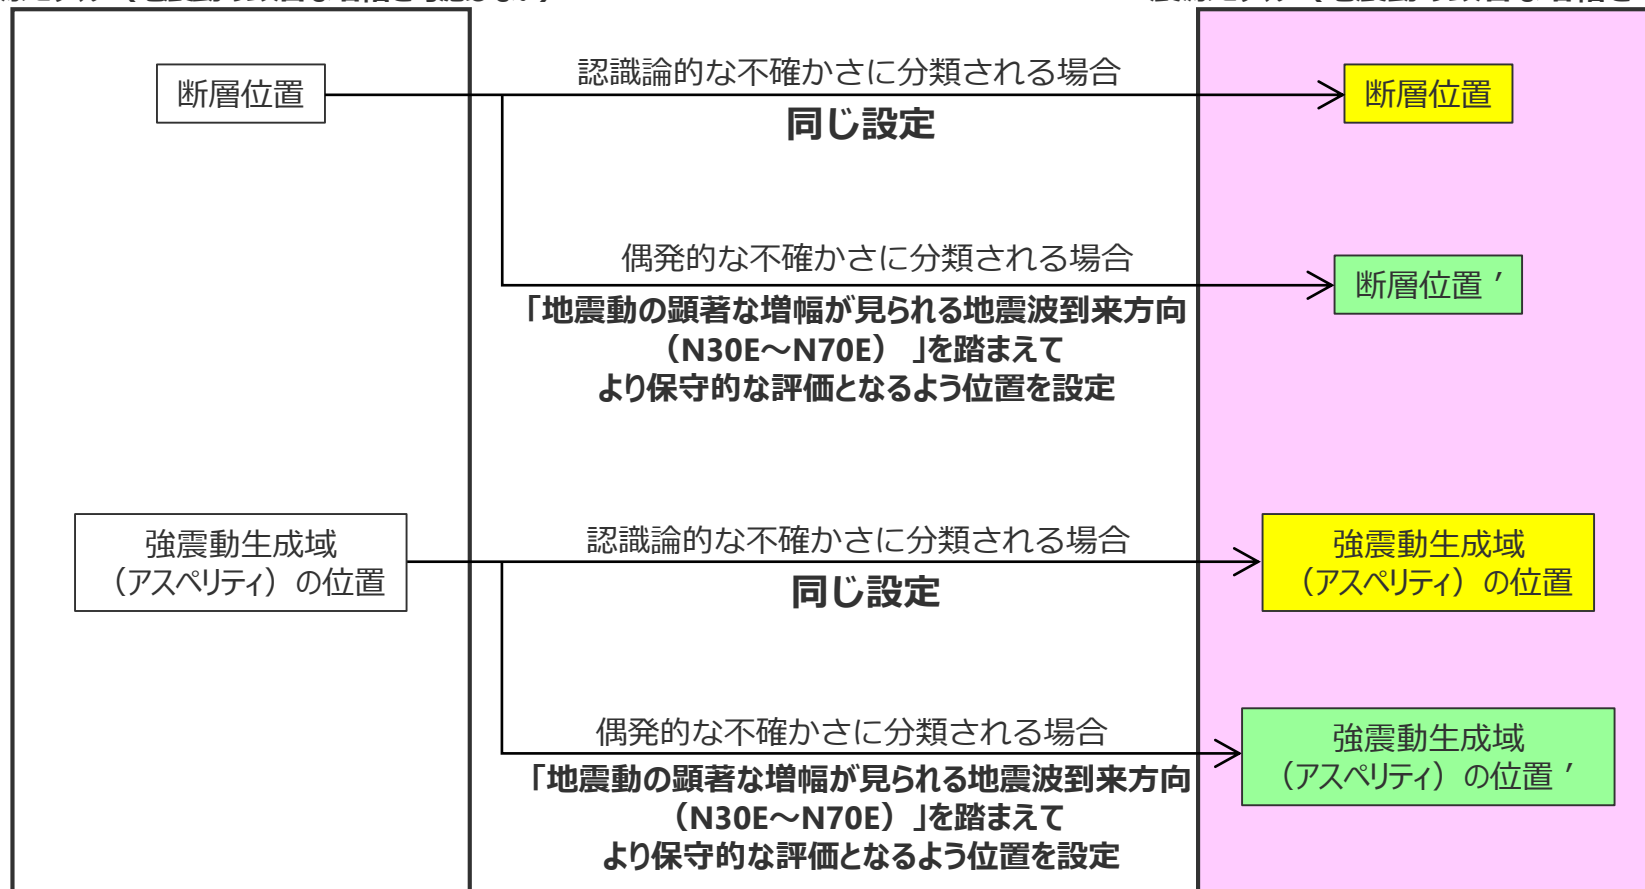 断層位置
認識論的な不確かさに分類される場合
同じ設定
断層位置
偶発的な不確かさに分類される場合
「地震動の顕著な増幅が見られる地震波到来方向
（N30E～N70E） 」を踏まえて
より保守的な評価となるよう位置を設定
断層位置 ′
強震動生成域
（アスペリティ）の位置
認識論的な不確かさに分類される場合
同じ設定
強震動生成域
（アスペリティ）の位置
偶発的な不確かさに分類される場合
「地震動の顕著な増幅が見られる地震波到来方向
（N30E～N70E）」を踏まえて
より保守的な評価となるよう位置を設定
強震動生成域
（アスペリティ）の位置 ′